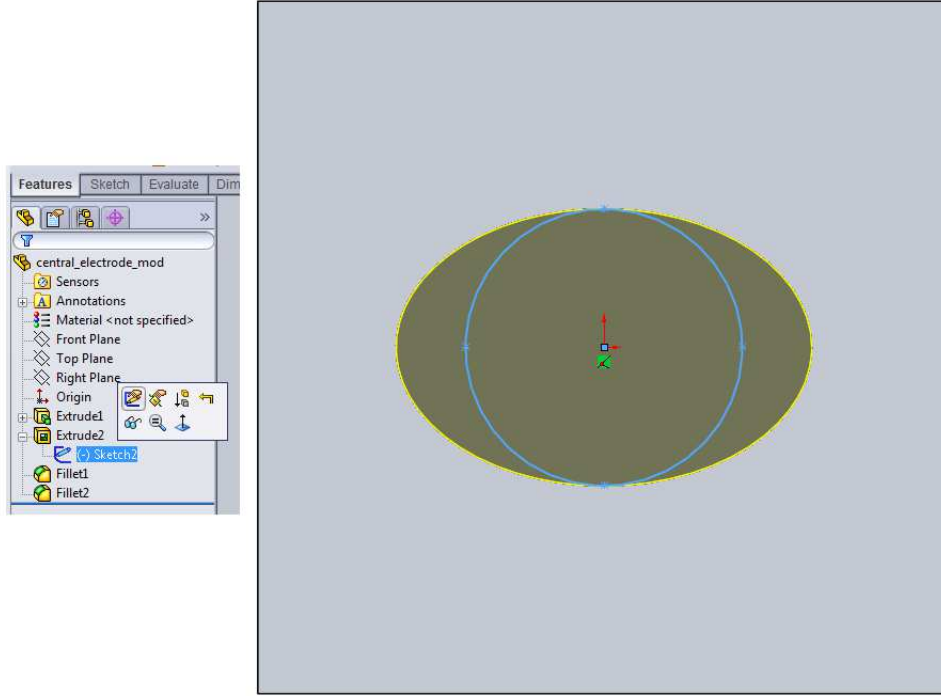 Features Sketch Evaluate Dim
»
central_electrode_mod
Sensors
A Annotations
Material <not specified>
Front Plane
Top Plane
Right Plane
Origin
Extrude1
Extrude2
(-) Sketch2
Fillet1
Fillet2